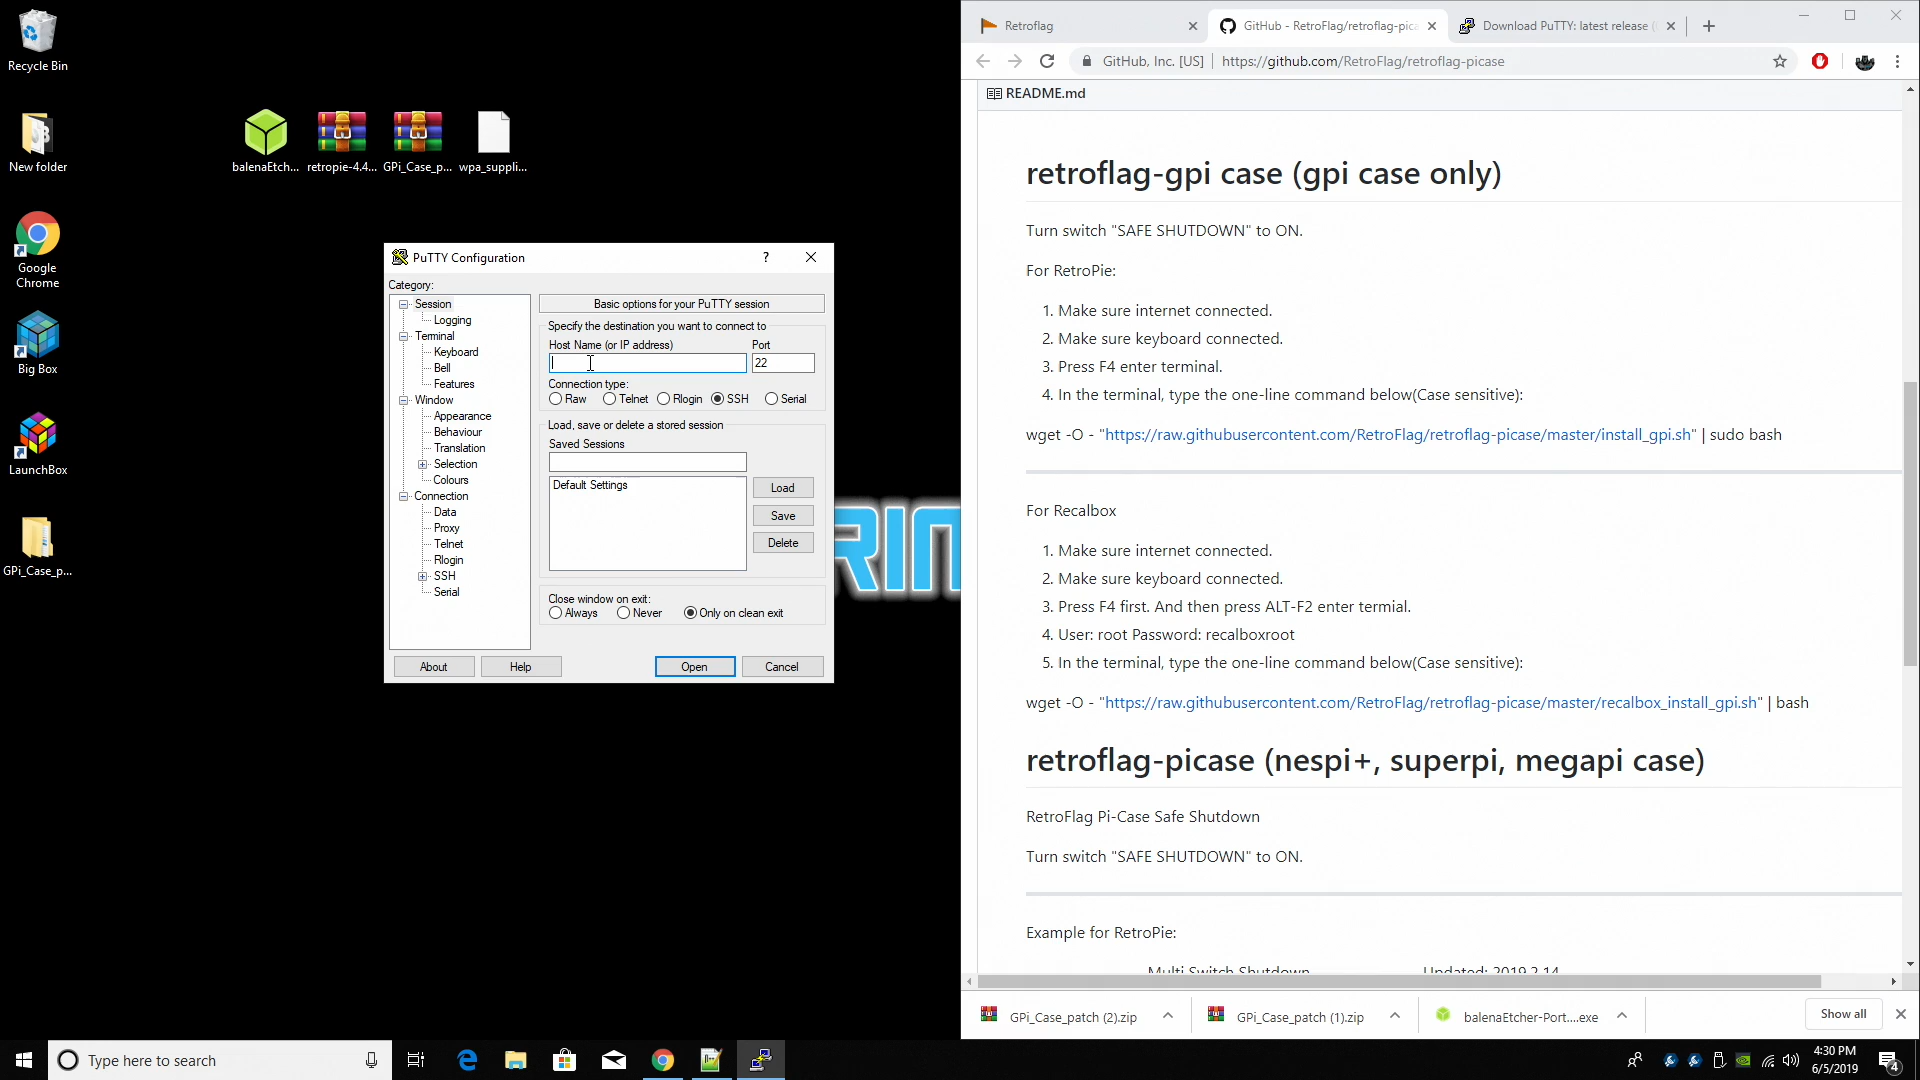 Recycle Bin
New folder
Google
Chrome
Big Box
LaunchBox
GPi_Case_p...
balenaEtch...
retropie-4.4...
GPi_Case_p...
wpa_suppli...
PuTTY Configuration
?
Category:
Session
Logging
Terminal
Keyboard
Bell
Features
Window
Appearance
Behaviour
Translation
Selection
Colours
Connection
Data
Proxy
Telnet
Rlogin
SSH
Serial
Basic options for your PuTTY session
Specify the destination you want to connect to
Host Name (or IP address) Port
22
Connection type:
Raw Telnet Rlogin SSH Serial
Load, save or delete a stored session
Saved Sessions
Default Settings
Load
Save
Delete
Close window on exit:
Always Never Only on clean exit
About Help Open Cancel
RIN
Retroflag
GitHub - RetroFlag/retroflag-pica
Download PuTTY: latest release (
GitHub, Inc. [US] | https://github.com/RetroFlag/retroflag-picase
README.md
retroflag-gpi case (gpi case only)
Turn switch "SAFE SHUTDOWN" to ON.
For RetroPie:
1. Make sure internet connected.
2. Make sure keyboard connected.
3. Press F4 enter terminal.
4. In the terminal, type the one-line command below(Case sensitive):
wget -O - "https://raw.githubusercontent.com/RetroFlag/retroflag-picase/master/install_gpi.sh" | sudo bash
For Recalbox
1. Make sure internet connected.
2. Make sure keyboard connected.
3. Press F4 first. And then press ALT-F2 enter termial.
4. User: root Password: recalboxroot
5. In the terminal, type the one-line command below(Case sensitive):
wget -O - "https://raw.githubusercontent.com/RetroFlag/retroflag-picase/master/recalbox_install_gpi.sh" | bash
retroflag-picase (nespi+, superpi, megapi case)
RetroFlag Pi-Case Safe Shutdown
Turn switch "SAFE SHUTDOWN" to ON.
Example for RetroPie:
Multi Switch Shutdown Updated: 2019.2.14
GPi_Case_patch (2).zip
GPi_Case_patch (1).zip
balenaEtcher-Port....exe
Show all
Type here to search
4:30 PM
6/5/2019
4